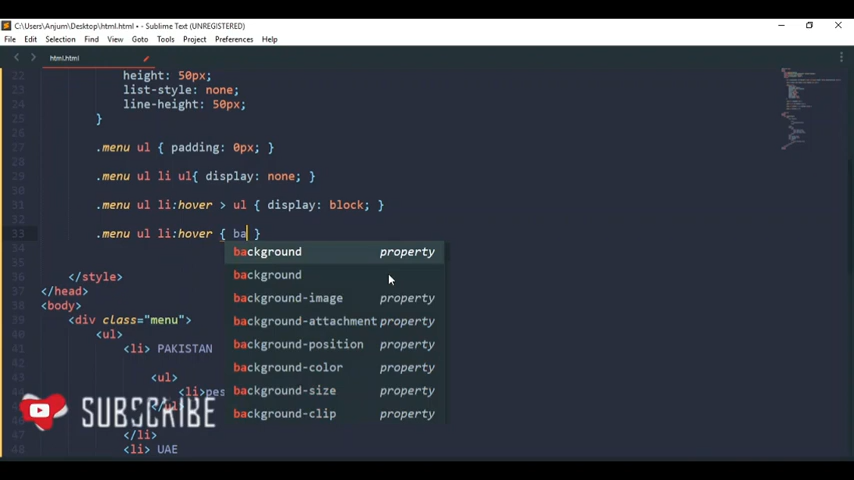 C:\Users\Anjum\Desktop\html.html • - Sublime Text (UNREGISTERED)
File Edit Selection Find View Goto Tools Project Preferences Help
html.html
22 height: 50px;
23 list-style: none;
24 line-height: 50px;
25 }
26
27 .menu ul { padding: 0px; }
28
29 .menu ul li ul{ display: none; }
30
31 .menu ul li:hover > ul { display: block; }
32
33 .menu ul li:hover { ba }
34 background property
35 background
36 </style> background-image property
37 </head>
38 <body> background-attachment property
39 <div class="menu">
40 <ul> background-position property
41 <li> PAKISTAN
42 background-color property
43 <ul>
44 <li>pes background-size property
SUBSCRIBE </ul> background-clip property
</li>
48 <li> UAE